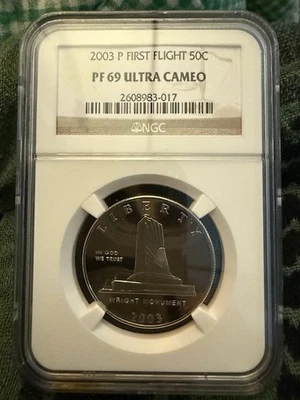 2003 P FIRST FLIGHT 50C
PF 69 ULTRA CAMEO
2608983-017
NGC
LIBERTY
IN GOD
WE TRUST
WRIGHT MONUMENT
2003